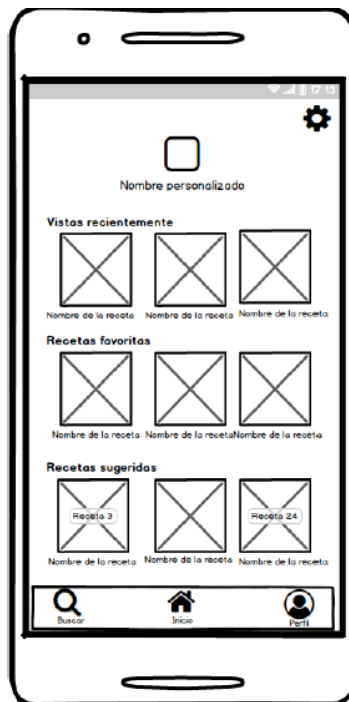 17:13
Nombre personalizado
Vistas recientemente
Nombre de la receta Nombre de la receta Nombre de la receta
Recetas favoritas
Nombre de la receta Nombre de la receta Nombre de la receta
Recetas sugeridas
Receta 3 Receta 24
Nombre de la receta Nombre de la receta Nombre de la receta
Buscar Inicio Perfil